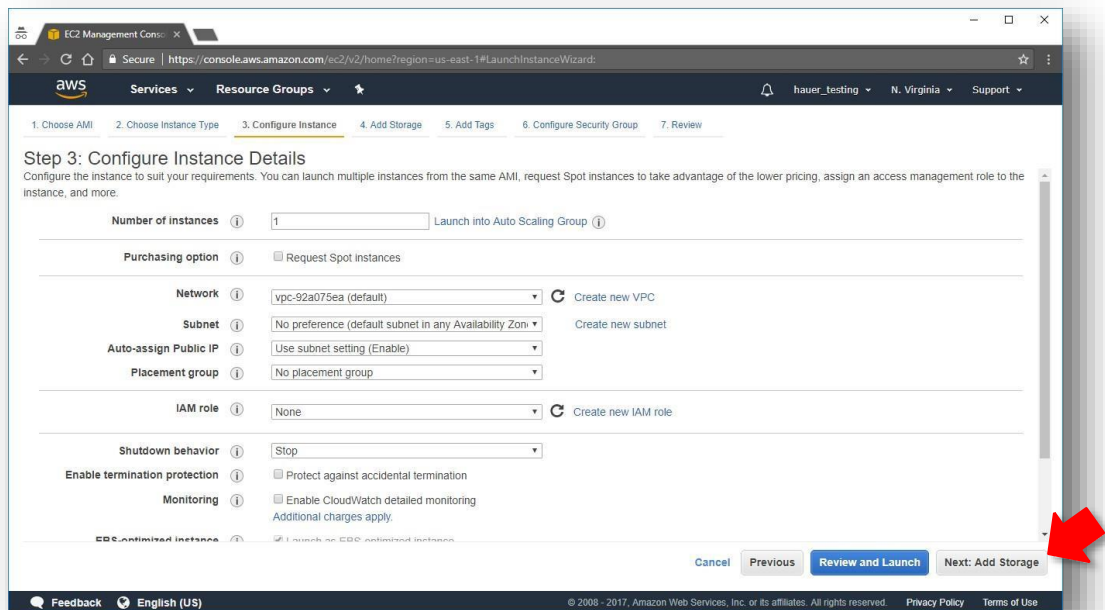 EC2 Management Conso
Secure | https://console.aws.amazon.com/ec2/v2/home?region=us-east-1#LaunchInstanceWizard:
aws Services Resource Groups hauer_testing N. Virginia Support
1. Choose AMI 2. Choose Instance Type 3. Configure Instance 4. Add Storage 5. Add Tags 6. Configure Security Group 7. Review
Step 3: Configure Instance Details
Configure the instance to suit your requirements. You can launch multiple instances from the same AMI, request Spot instances to take advantage of the lower pricing, assign an access management role to the
instance, and more.
Number of instances 1 Launch into Auto Scaling Group
Purchasing option Request Spot instances
Network vpc-92a075ea (default) Create new VPC
Subnet No preference (default subnet in any Availability Zon Create new subnet
Auto-assign Public IP Use subnet setting (Enable)
Placement group No placement group
IAM role None Create new IAM role
Shutdown behavior Stop
Enable termination protection Protect against accidental termination
Monitoring Enable CloudWatch detailed monitoring
Additional charges apply.
EBS-optimized instance Launch as EBS-optimized instance
Cancel Previous Review and Launch Next: Add Storage
Feedback English (US) © 2008 - 2017, Amazon Web Services, Inc. or its affiliates. All rights reserved. Privacy Policy Terms of Use